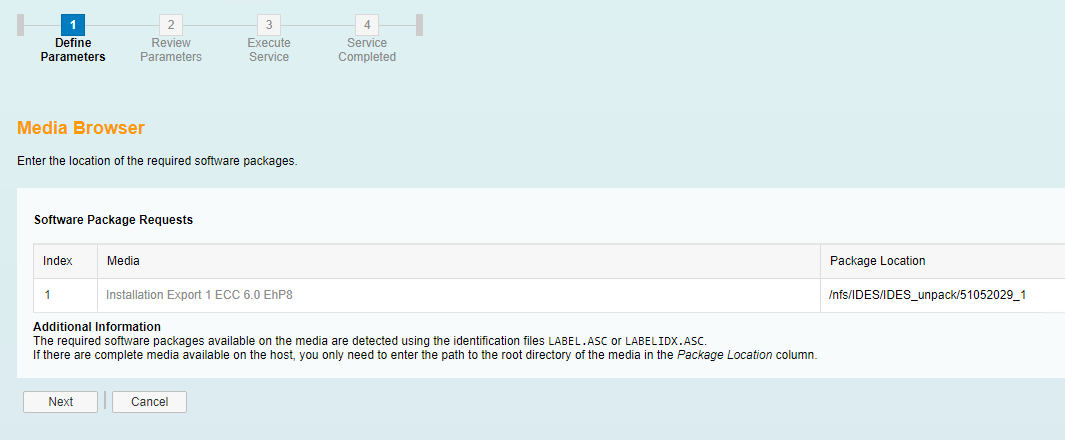 1 2 3 4
Define Parameters Review Parameters Execute Service Service Completed
Media Browser
Enter the location of the required software packages.
Software Package Requests
Index Media Package Location
1 Installation Export 1 ECC 6.0 EhP8 /nfs/IDES/IDES_unpack/51052029_1
Additional Information
The required software packages available on the media are detected using the identification files LABEL.ASC or LABELIDX.ASC.
If there are complete media available on the host, you only need to enter the path to the root directory of the media in the Package Location column.
Next Cancel